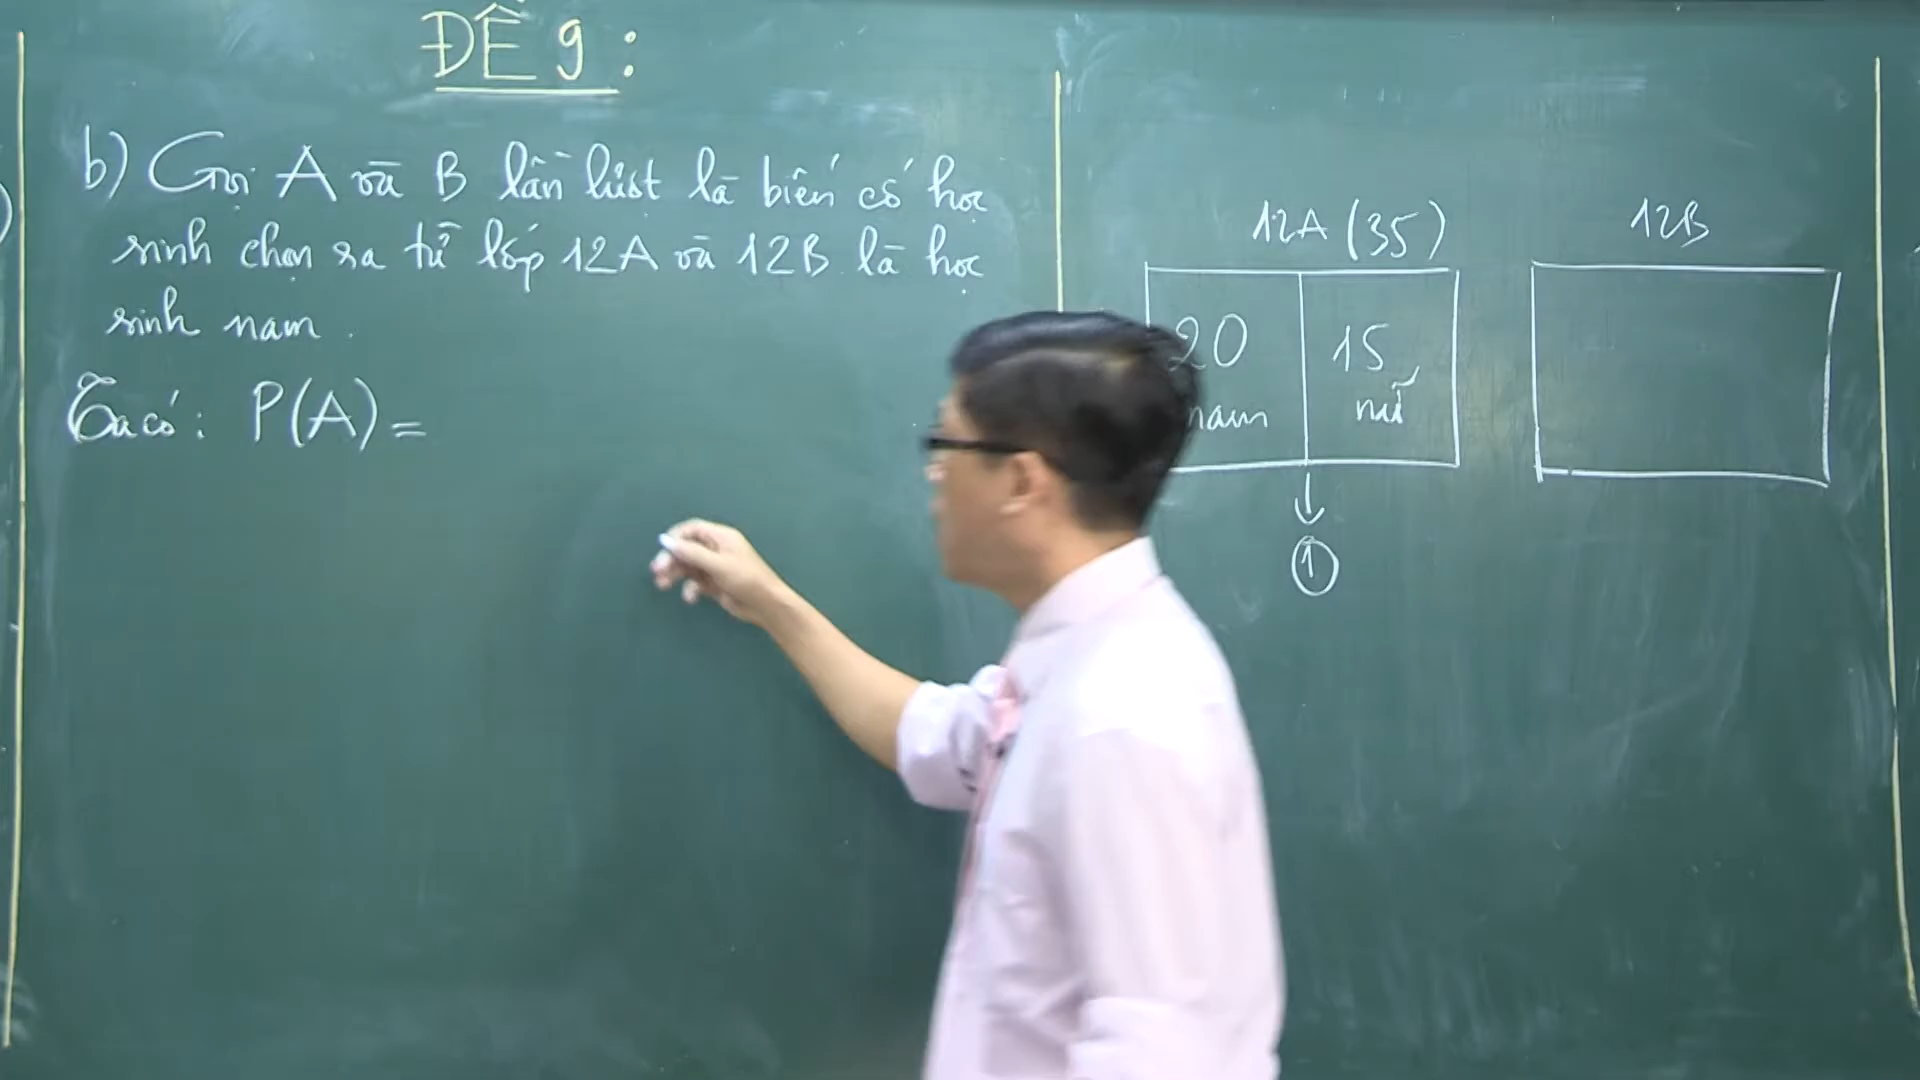 ĐỀ 9 :
b) Gọi A và B lần lượt là biến cố học
sinh chọn ra từ lớp 12A và 12B là học
sinh nam.
Ta có: P(A) =
12A (35)
20
nam
15
nữ
1
12B